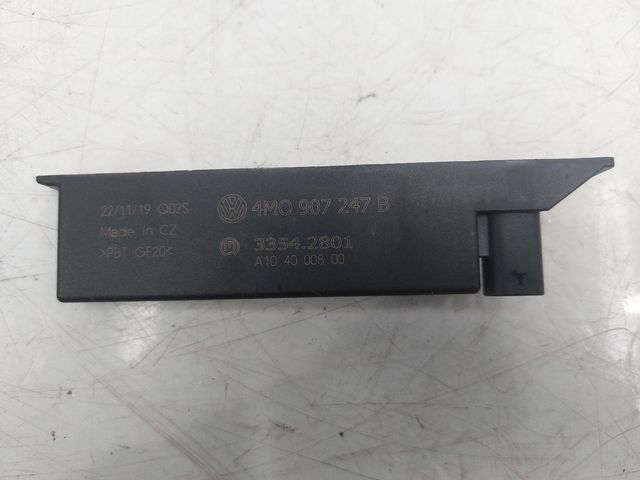 22/11/19 Q02S
Made in CZ
>PBT GF20<
4M0 907 247 B
3354.2801
A10 40 008 00